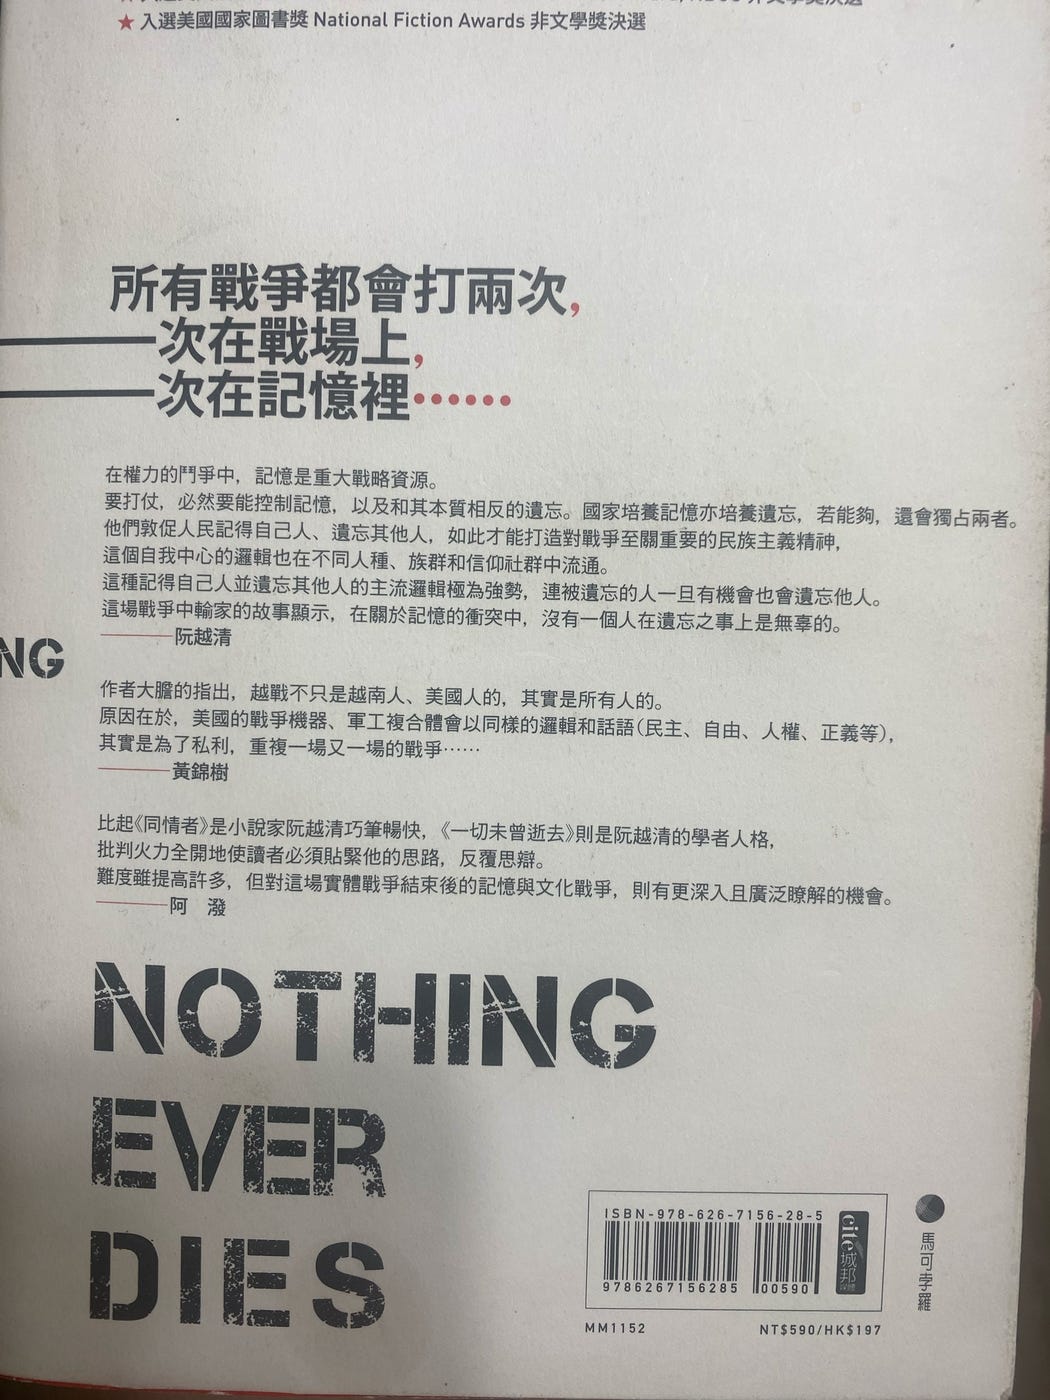 ★ 入選美國國家圖書獎 National Fiction Awards 非文學獎決選
所有戰爭都會打兩次,
一次在戰場上,
一次在記憶裡……
在權力的鬥爭中，記憶是重大戰略資源。
要打仗，必然要能控制記憶，以及和其本質相反的遺忘。國家培養記憶亦培養遺忘，若能夠，還會獨占兩者。
他們敦促人民記得自己人、遺忘其他人，如此才能打造對戰爭至關重要的民族主義精神，
這個自我中心的邏輯也在不同人種、族群和信仰社群中流通。
這種記得自己人並遺忘其他人的主流邏輯極為強勢，連被遺忘的人一旦有機會也會遺忘他人。
這場戰爭中輸家的故事顯示，在關於記憶的衝突中，沒有一個人在遺忘之事上是無辜的。
——阮越清
NG
作者大膽的指出，越戰不只是越南人、美國人的，其實是所有人的。
原因在於，美國的戰爭機器、軍工複合體會以同樣的邏輯和話語（民主、自由、人權、正義等），
其實是為了私利，重複一場又一場的戰爭……
——黃錦樹
比起《同情者》是小說家阮越清巧筆暢快，《一切未曾逝去》則是阮越清的學者人格，
批判火力全開地使讀者必須貼緊他的思路，反覆思辯。
難度雖提高許多，但對這場實體戰爭結束後的記憶與文化戰爭，則有更深入且廣泛瞭解的機會。
——阿　潑
NOTHING
EVER
DIES
ISBN-978-626-7156-28-5
9786267156285
00590
cite城邦
馬可孛羅
MM1152
NT$590/HK$197